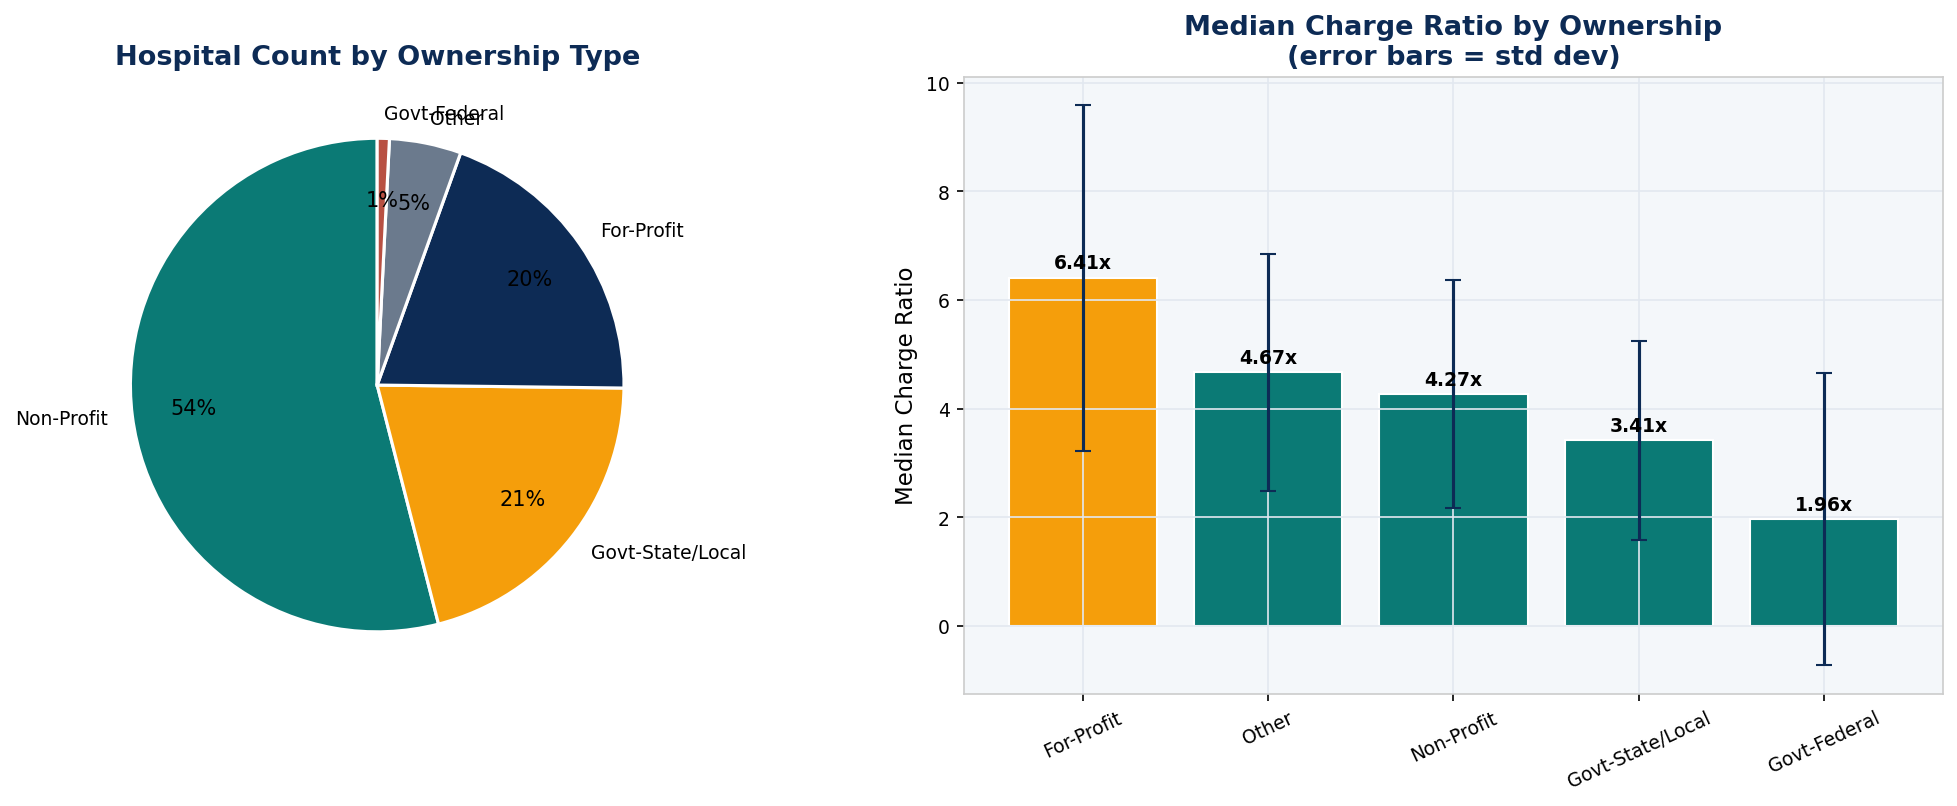 Hospital Count by Ownership Type
Govt-Federal
Other
1%
5%
For-Profit
20%
54%
Non-Profit
21%
Govt-State/Local
Median Charge Ratio by Ownership
(error bars = std dev)
Median Charge Ratio
10
8
6
4
2
0
6.41x
4.67x
4.27x
3.41x
1.96x
For-Profit
Other
Non-Profit
Govt-State/Local
Govt-Federal